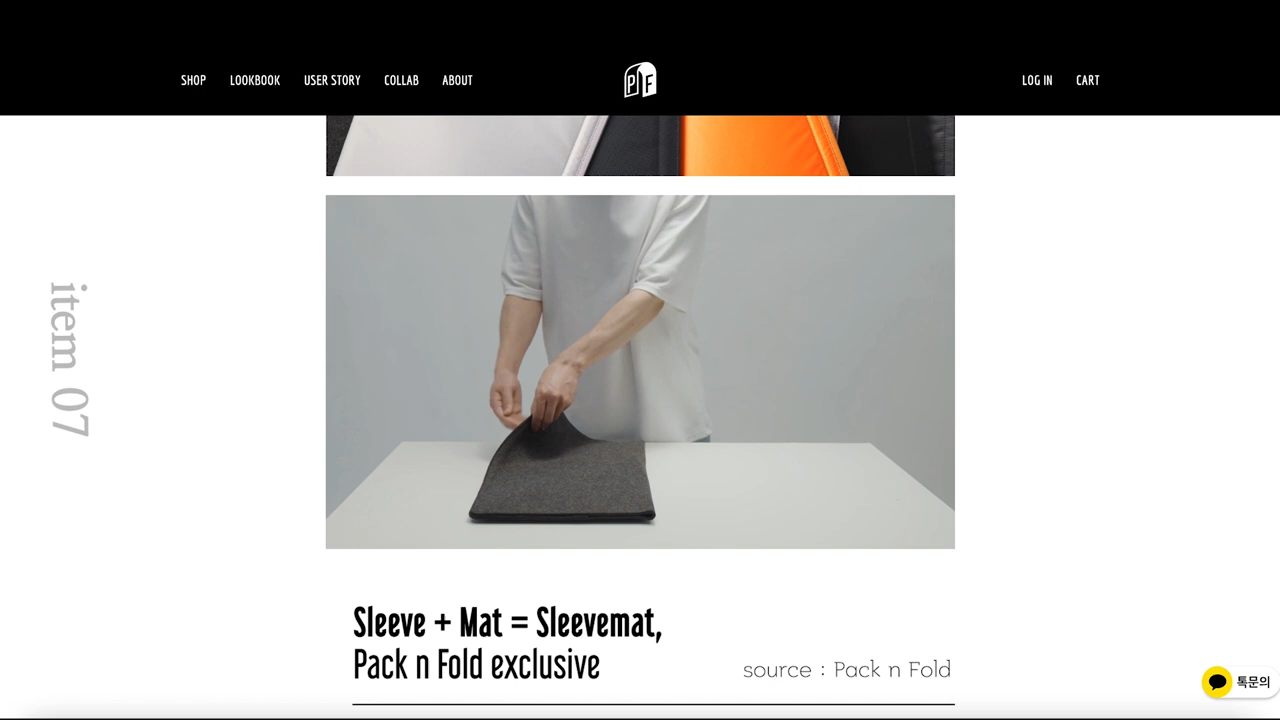 SHOP LOOKBOOK USER STORY COLLAB ABOUT
P F
LOG IN CART
item 07
Sleeve + Mat = Sleevemat,
Pack n Fold exclusive
source : Pack n Fold
톡문의